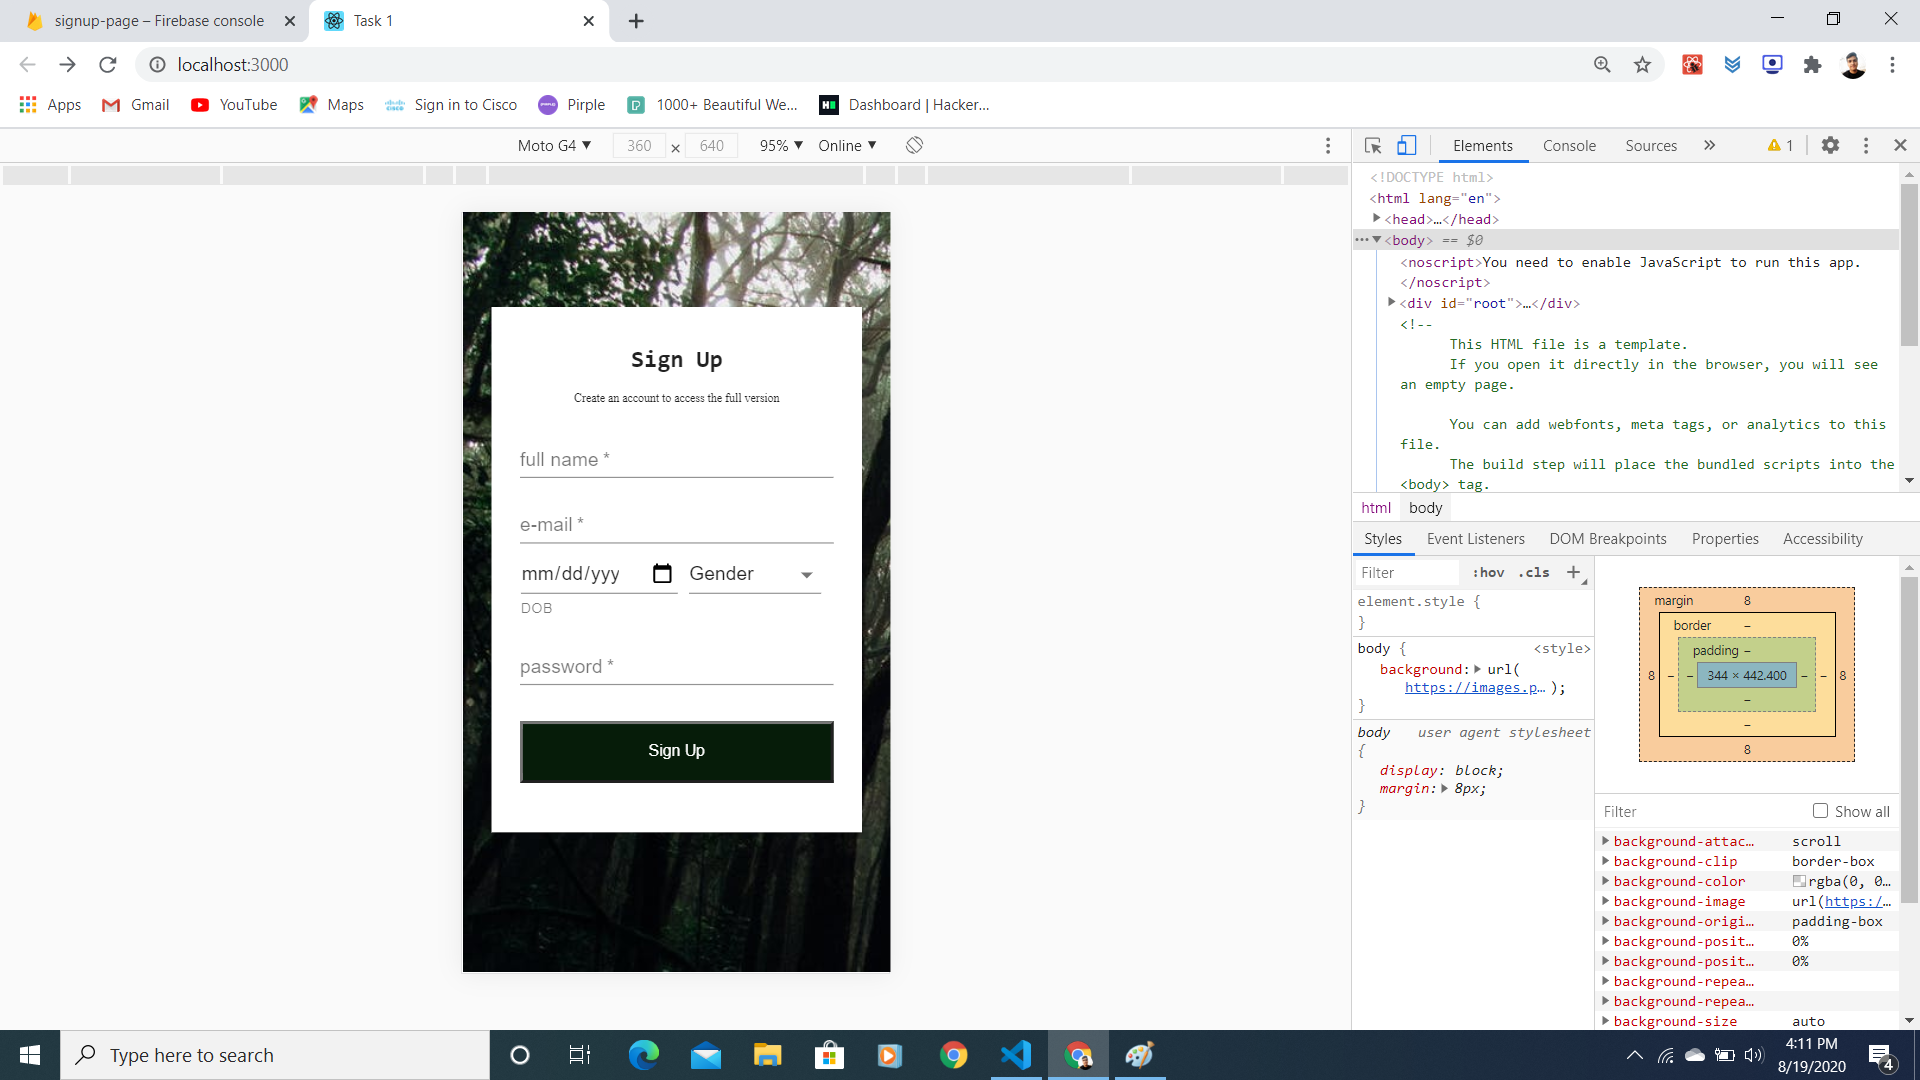 signup-page – Firebase console
Task 1
localhost:3000
Apps
Gmail
YouTube
Maps
Sign in to Cisco
Pirple
1000+ Beautiful We...
Dashboard | Hacker...
Moto G4 ▼ 360 × 640 95% ▼ Online ▼
Elements Console Sources » 1
<!DOCTYPE html>
<html lang="en">
<head>…</head>
<body> == $0
<noscript>You need to enable JavaScript to run this app.
</noscript>
<div id="root">…</div>
<!--
This HTML file is a template.
If you open it directly in the browser, you will see
an empty page.
You can add webfonts, meta tags, or analytics to this
file.
The build step will place the bundled scripts into the
<body> tag.
html body
Styles Event Listeners DOM Breakpoints Properties Accessibility
Filter :hov .cls +
element.style {
}
body { <style>
background: url(
https://images.p… );
}
body user agent stylesheet
{
display: block;
margin: 8px;
}
margin 8
border –
padding –
8 – – 344 × 442.400 – – 8
–
–
8
Filter Show all
background-attac… scroll
background-clip border-box
background-color rgba(0, 0…
background-image url(https:/…
background-origi… padding-box
background-posit… 0%
background-posit… 0%
background-repea…
background-repea…
background-size auto
Sign Up
Create an account to access the full version
full name *
e-mail *
mm/dd/yyy
Gender
DOB
password *
Sign Up
Type here to search
4:11 PM
8/19/2020
4